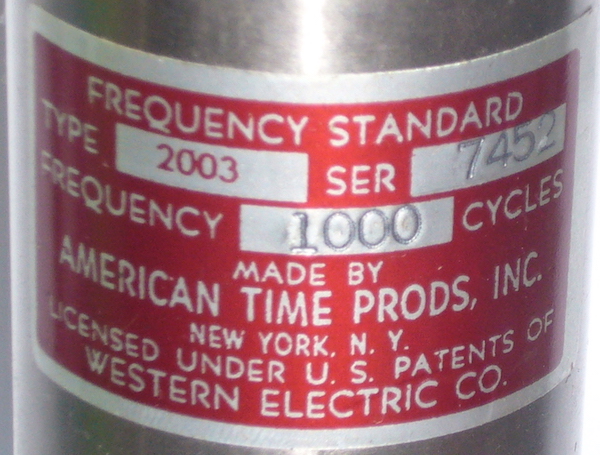 FREQUENCY STANDARD
TYPE 2003 SER 7452
FREQUENCY 1000 CYCLES
MADE BY
AMERICAN TIME PRODS, INC.
NEW YORK, N. Y.
LICENSED UNDER U. S. PATENTS OF
WESTERN ELECTRIC CO.